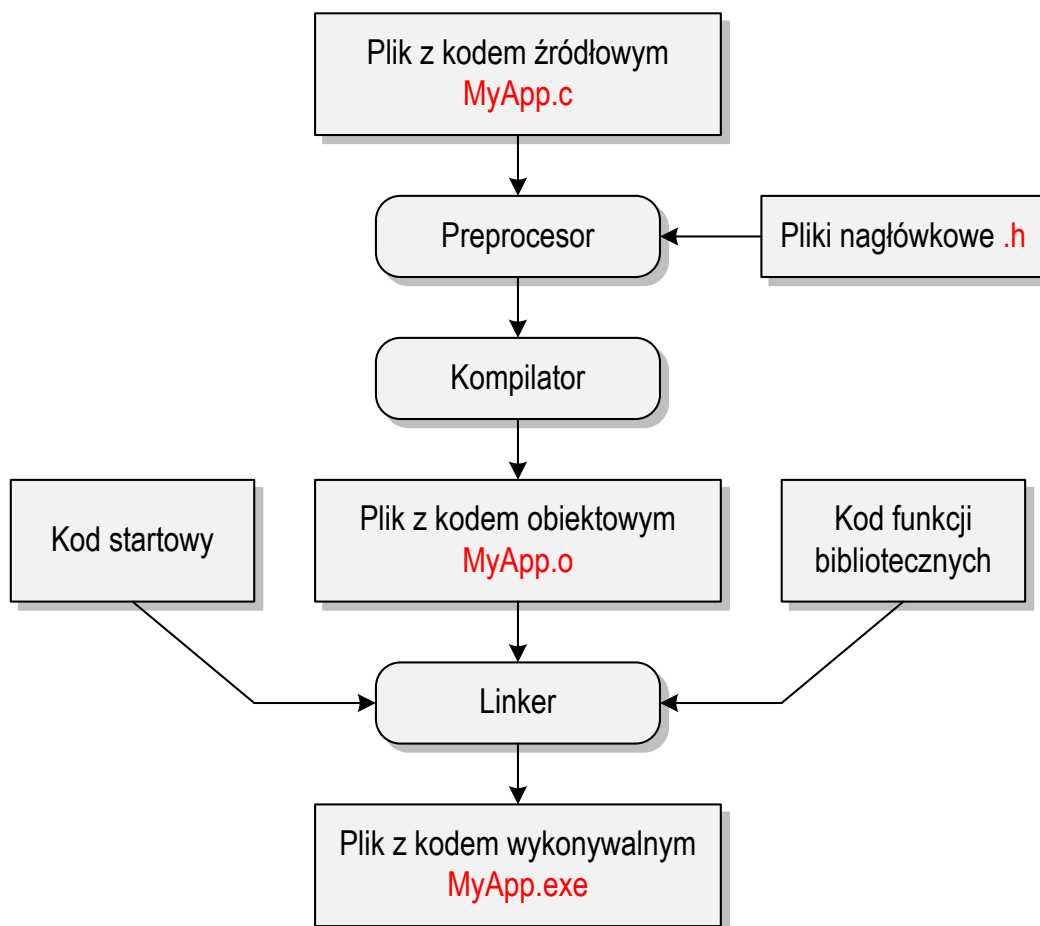 Plik z kodem źródłowym
MyApp.c
Preprocesor
Pliki nagłówkowe .h
Kompilator
Kod startowy
Plik z kodem obiektowym
MyApp.o
Kod funkcji
bibliotecznych
Linker
Plik z kodem wykonywalnym
MyApp.exe